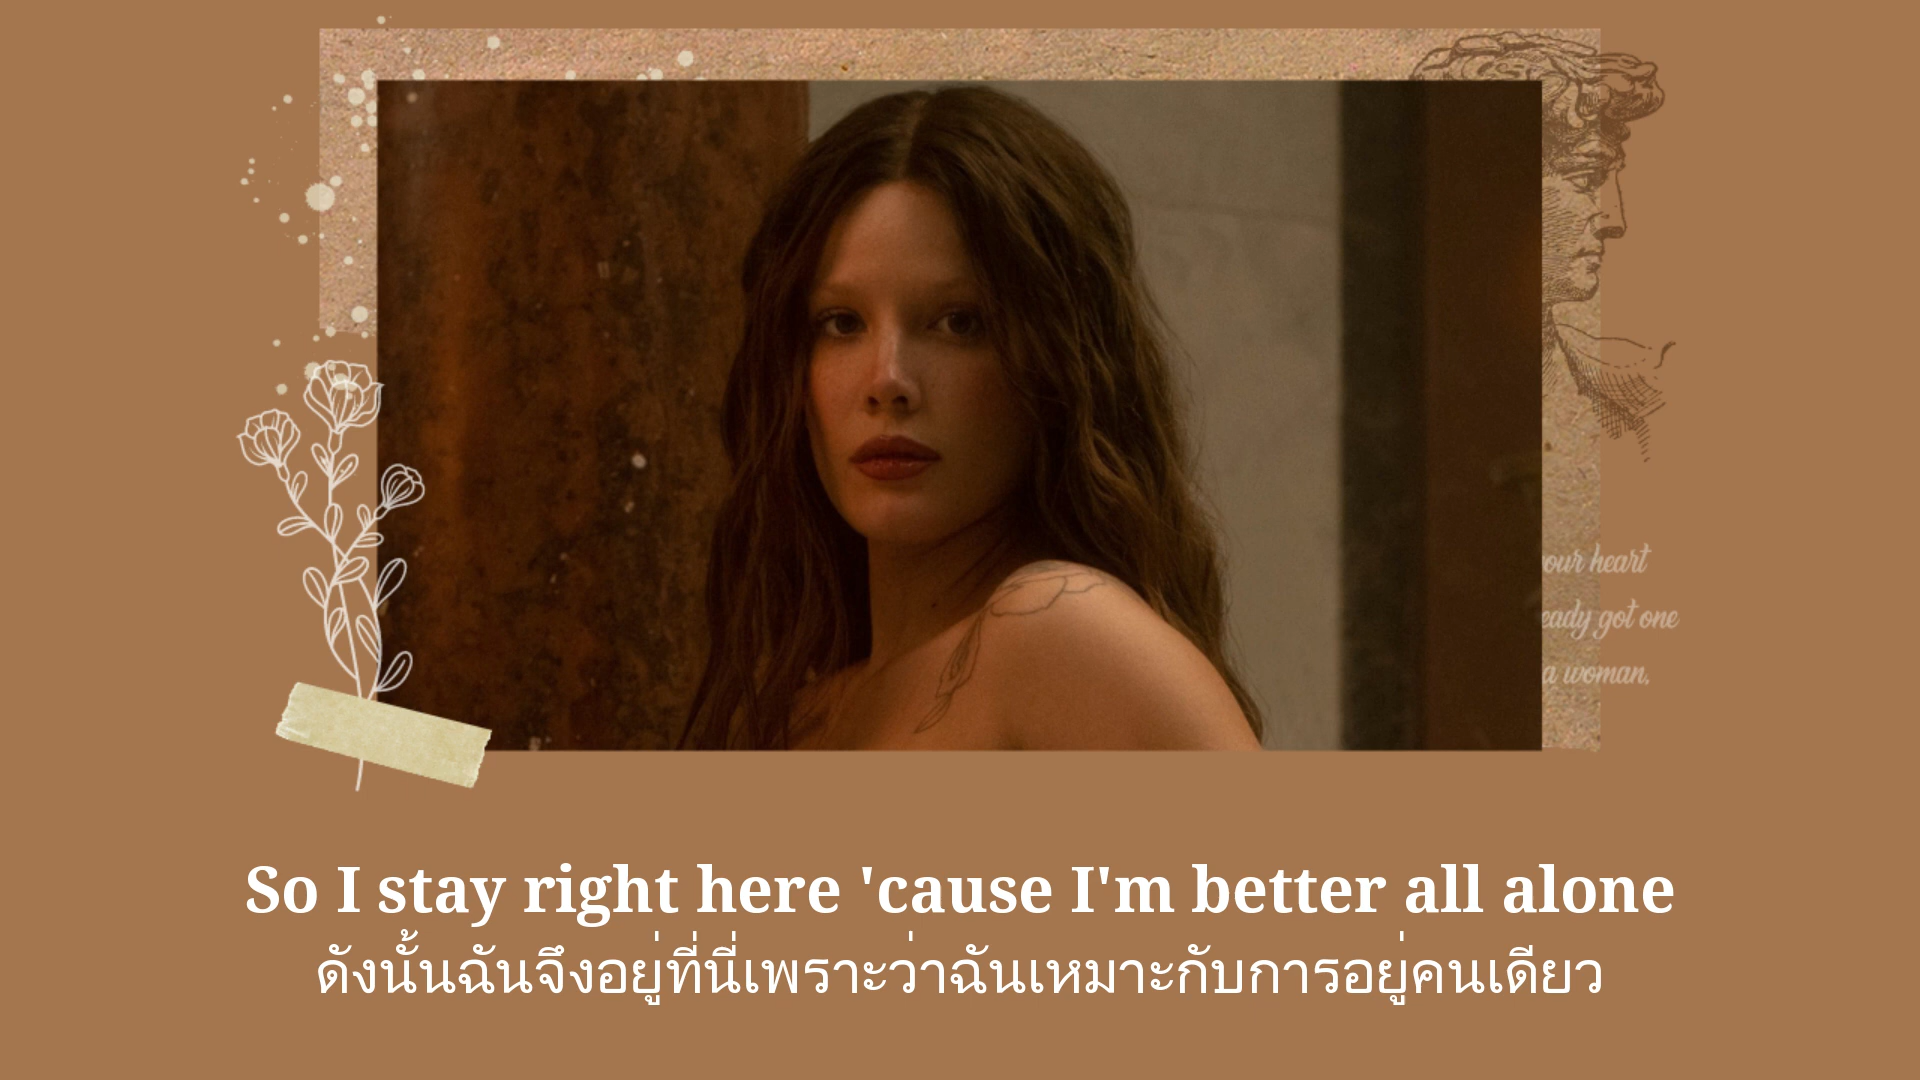 heart
got one
a woman,
So I stay right here 'cause I'm better all alone
ดังนั้นฉันจึงอยู่ที่นี่เพราะว่าฉันเหมาะกับการอยู่คนเดียว